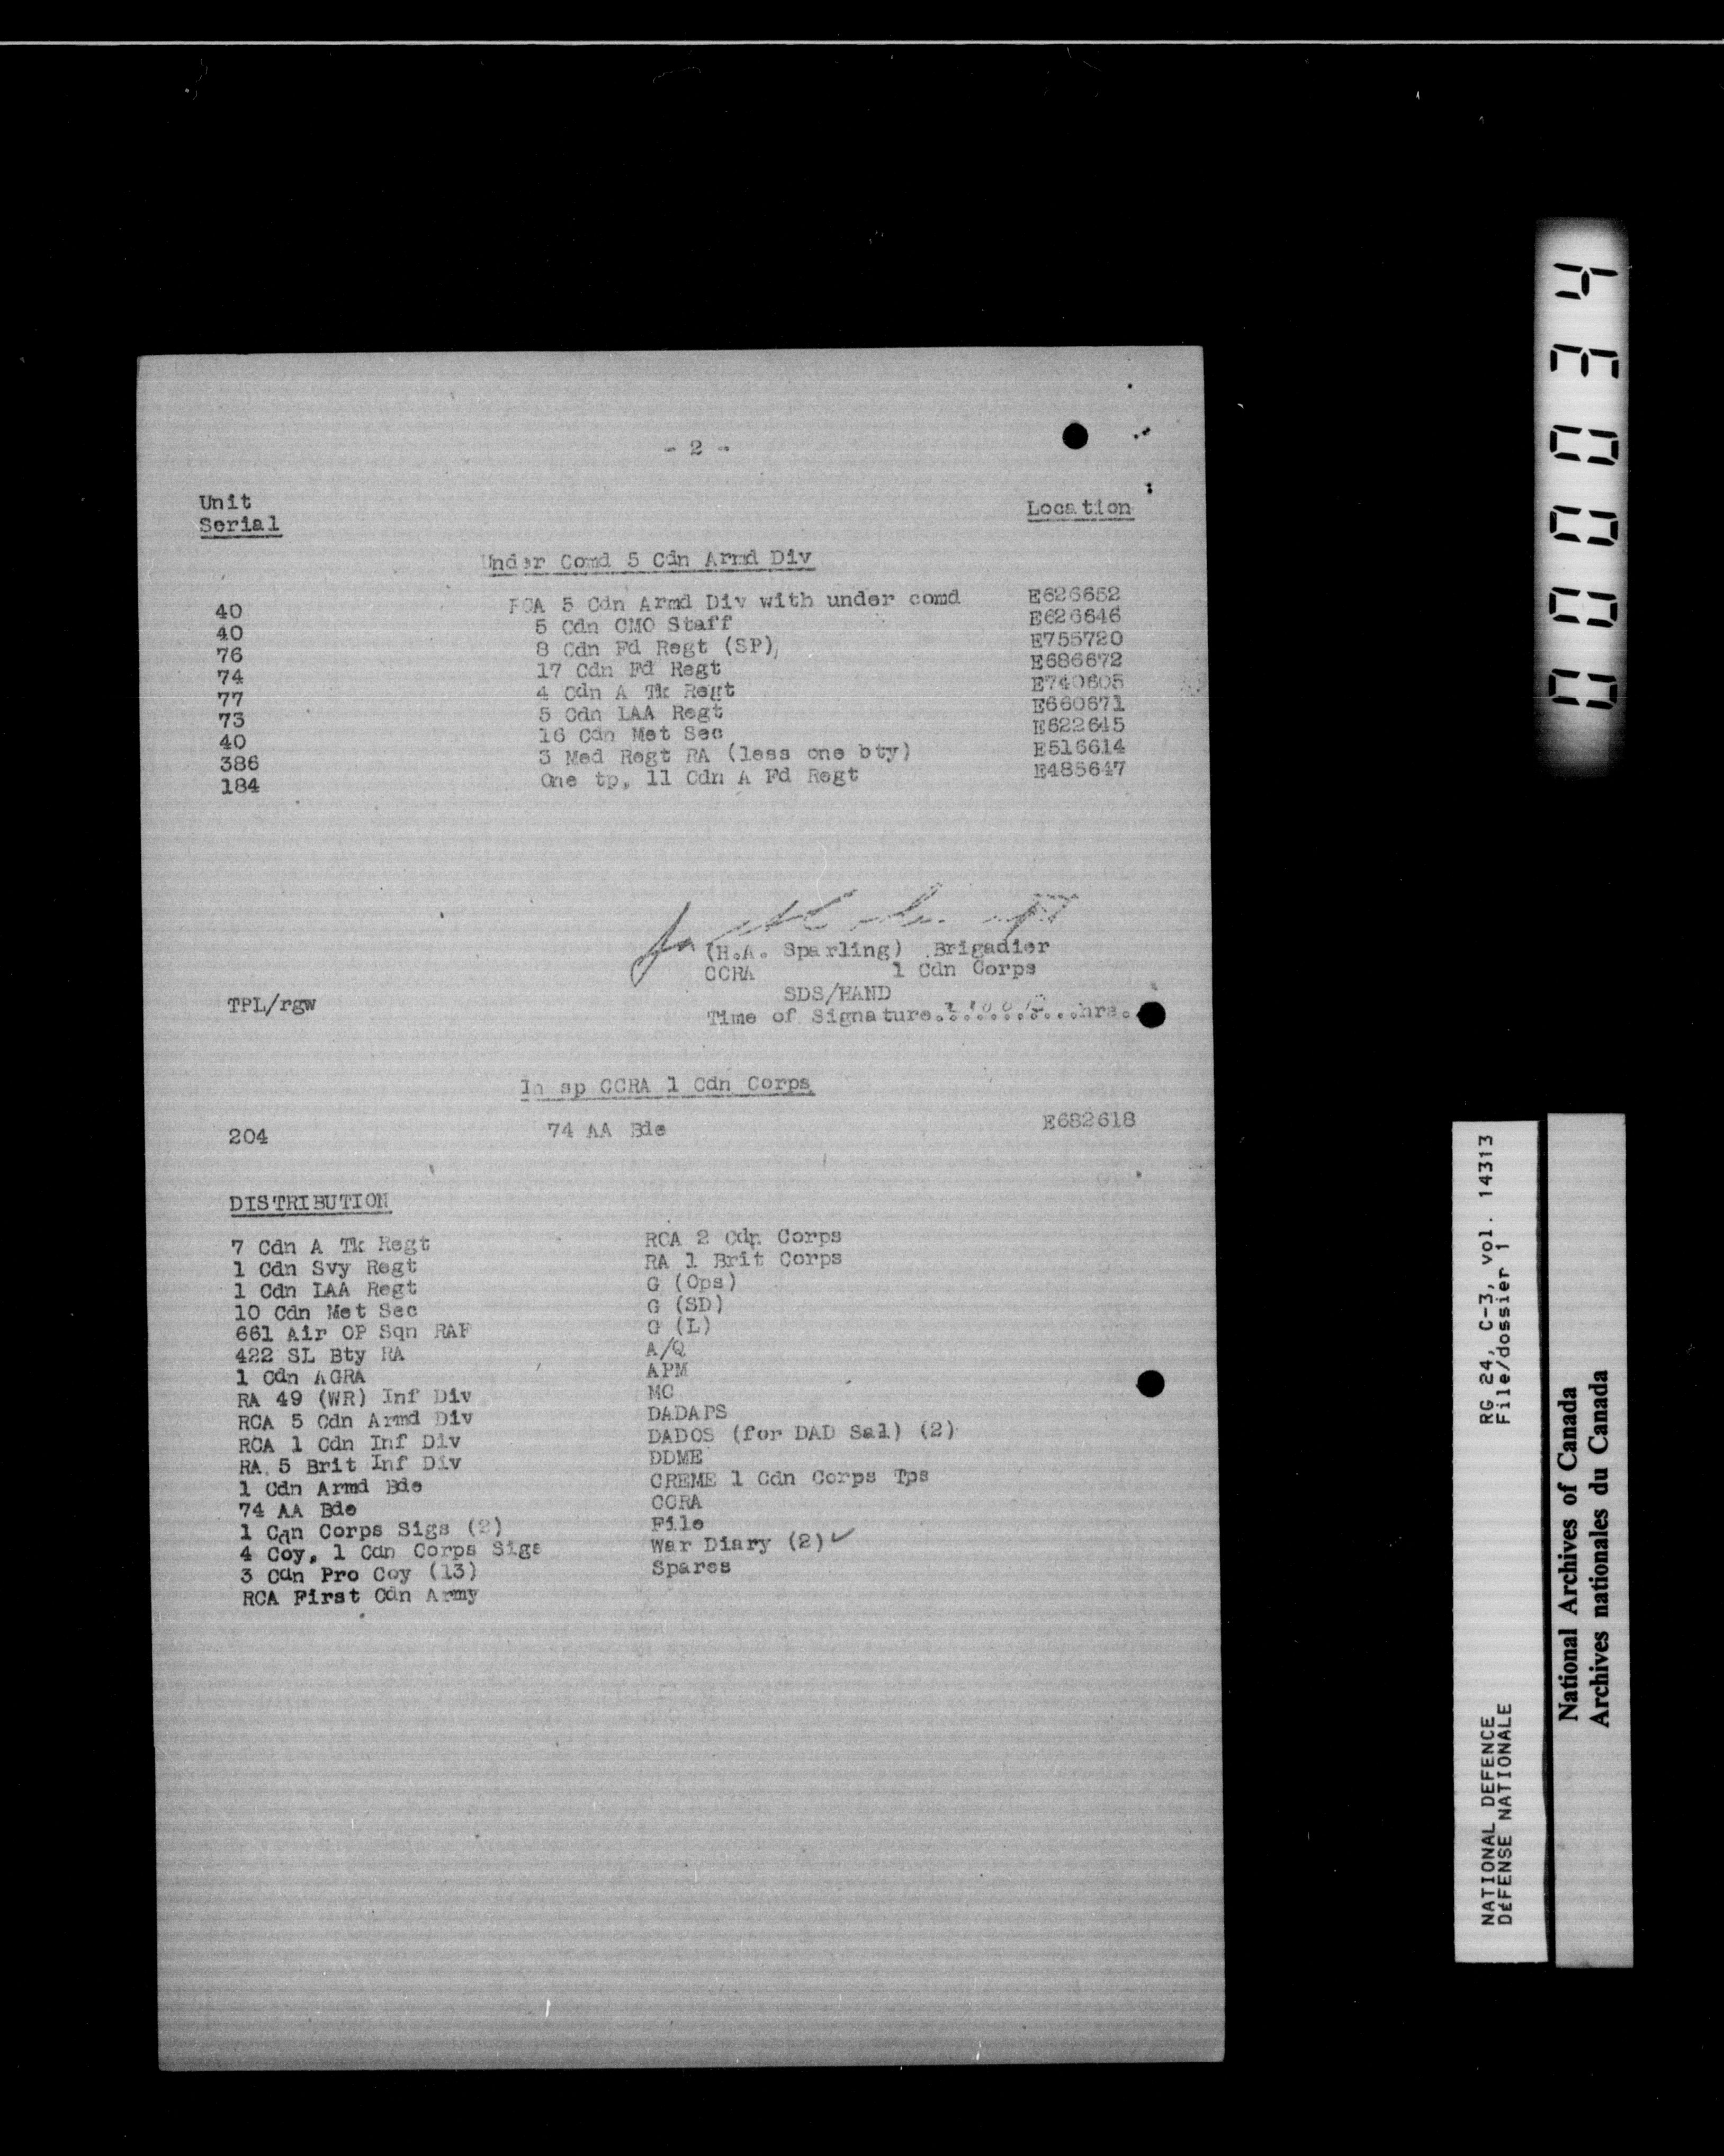 - 2 -
Unit
Serial
Location
Under Comd 5 Cdn Armd Div
40 RCA 5 Cdn Armd Div with under comd E626652
40 5 Cdn CMO Staff E626646
76 8 Cdn Fd Regt (SP) E755720
74 17 Cdn Fd Regt E686672
77 4 Cdn A Tk Regt E740605
73 5 Cdn LAA Regt E660671
40 16 Cdn Met Sec E622645
386 3 Med Regt RA (less one bty) E516614
184 One tp, 11 Cdn A Fd Regt E485647
(H.A. Sparling) Brigadier
CCRA 1 Cdn Corps
SDS/HAND
TPL/rgw
Time of Signature hrs.
In sp CCRA 1 Cdn Corps
204 74 AA Bde E682618
DISTRIBUTION
7 Cdn A Tk Regt
1 Cdn Svy Regt
1 Cdn LAA Regt
10 Cdn Met Sec
661 Air OP Sqn RAF
422 SL Bty RA
1 Cdn AGRA
RA 49 (WR) Inf Div
RCA 5 Cdn Armd Div
RCA 1 Cdn Inf Div
RA 5 Brit Inf Div
1 Cdn Armd Bde
74 AA Bde
1 Cdn Corps Sigs (2)
4 Coy, 1 Cdn Corps Sigs
3 Cdn Pro Coy (13)
RCA First Cdn Army
RCA 2 Cdn Corps
RA 1 Brit Corps
G (Ops)
G (SD)
G (L)
A/Q
APM
MC
DADAPS
DADOS (for DAD Sal) (2)
DDME
CREME 1 Cdn Corps Tps
CCRA
File
War Diary (2) ✓
Spares
0000034
RG 24, C-3, vol. 14313
File/dossier 1
NATIONAL DEFENCE
DéFENSE NATIONALE
National Archives of Canada
Archives nationales du Canada